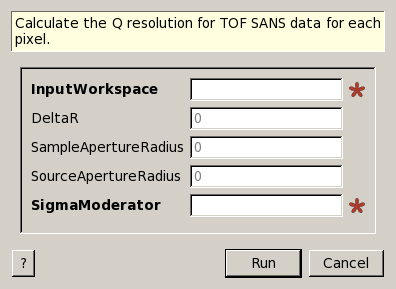 Calculate the Q resolution for TOF SANS data for each
pixel.
InputWorkspace
DeltaR 0
SampleApertureRadius 0
SourceApertureRadius 0
SigmaModerator
? Run Cancel